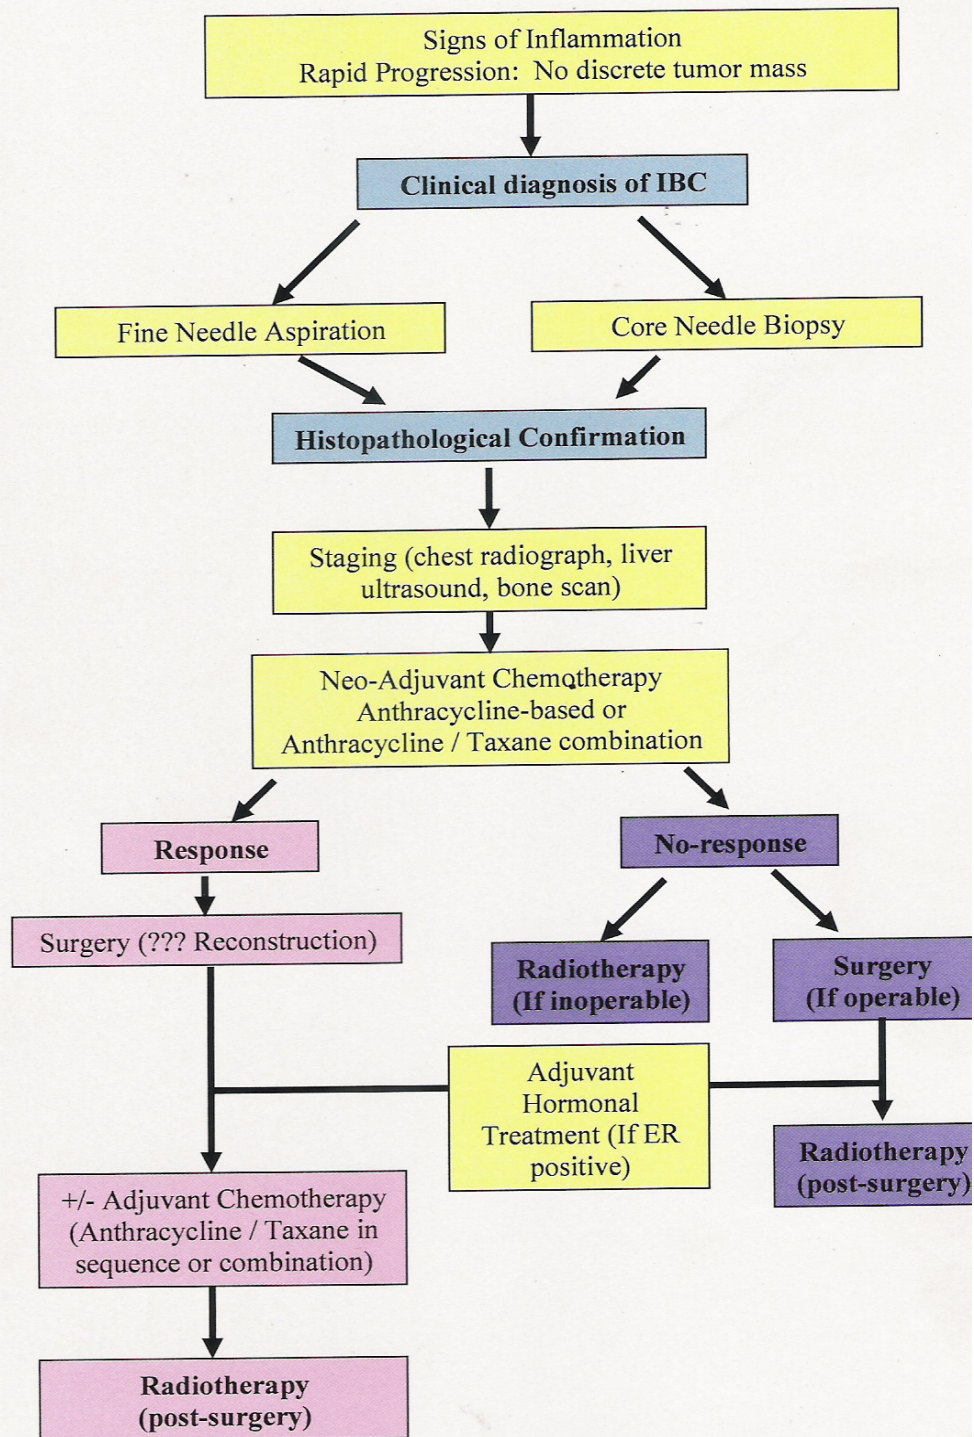 Signs of Inflammation
Rapid Progression: No discrete tumor mass
Clinical diagnosis of IBC
Fine Needle Aspiration
Core Needle Biopsy
Histopathological Confirmation
Staging (chest radiograph, liver
ultrasound, bone scan)
Neo-Adjuvant Chemotherapy
Anthracycline-based or
Anthracycline / Taxane combination
Response
No-response
Surgery (??? Reconstruction)
Radiotherapy
(If inoperable)
Surgery
(If operable)
Adjuvant
Hormonal
Treatment (If ER
positive)
Radiotherapy
(post-surgery)
+/- Adjuvant Chemotherapy
(Anthracycline / Taxane in
sequence or combination)
Radiotherapy
(post-surgery)